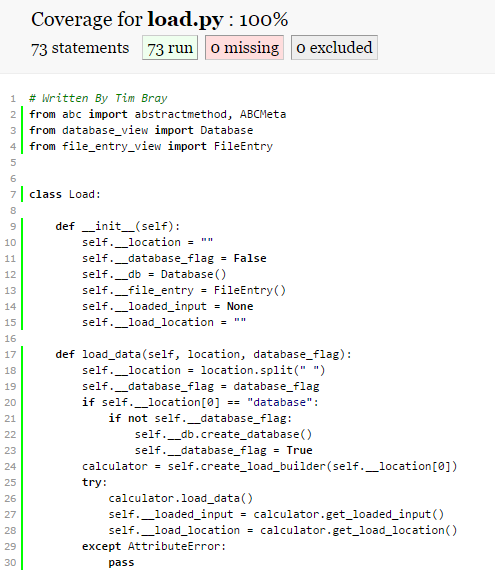 Coverage for load.py : 100%
73 statements 73 run 0 missing 0 excluded
1 # Written By Tim Bray
2 from abc import abstractmethod, ABCMeta
3 from database_view import Database
4 from file_entry_view import FileEntry
5
6
7 class Load:
8
9     def __init__(self):
10         self.__location = ""
11         self.__database_flag = False
12         self.__db = Database()
13         self.__file_entry = FileEntry()
14         self.__loaded_input = None
15         self.__load_location = ""
16
17     def load_data(self, location, database_flag):
18         self.__location = location.split(" ")
19         self.__database_flag = database_flag
20         if self.__location[0] == "database":
21             if not self.__database_flag:
22                 self.__db.create_database()
23                 self.__database_flag = True
24         calculator = self.create_load_builder(self.__location[0])
25         try:
26             calculator.load_data()
27             self.__loaded_input = calculator.get_loaded_input()
28             self.__load_location = calculator.get_load_location()
29         except AttributeError:
30             pass